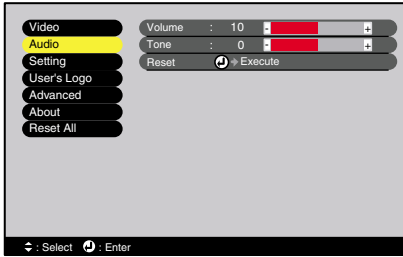 Video
Audio
Setting
User's Logo
Advanced
About
Reset All
Volume : 10 - +
Tone : 0 - +
Reset Execute
: Select : Enter